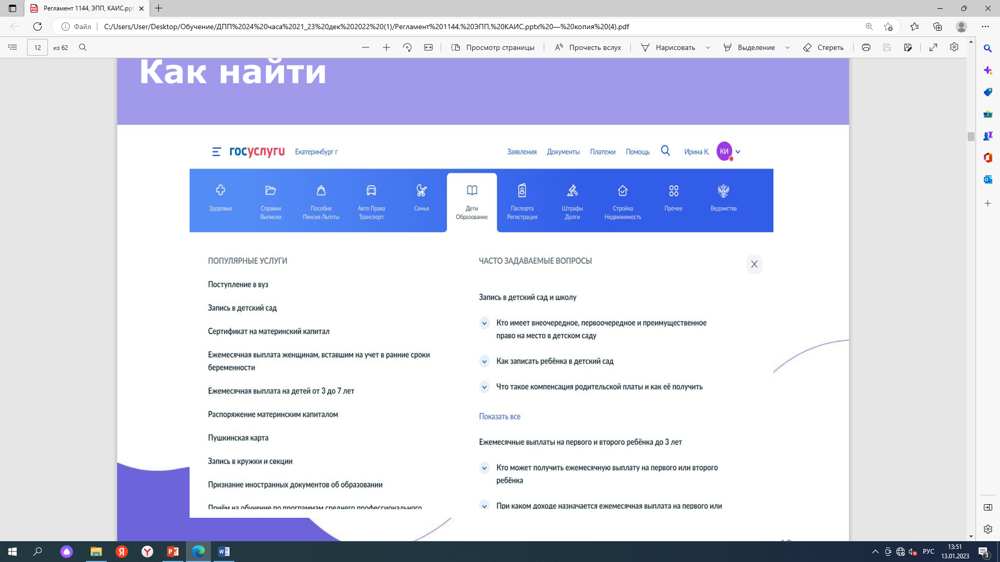 Регламент 1144, ЭПП, КАИС.ppt
Файл
C:/Users/User/Desktop/Обучение/ДПП%2024%20часа%2021_23%20дек%202022%20(1)/Регламент%201144,%20ЭПП,%20КАИС.pptx%20—%20копия%20(4).pdf
12 из 62
Просмотр страницы
Прочесть вслух
Нарисовать
Выделение
Стереть
Как найти
госуслуги Екатеринбург г Заявления Документы Платежи Помощь Ирина К. КИ
Здоровье
Справки
Выписки
Пособия
Пенсия Льготы
Авто Права
Транспорт
Семья
Дети
Образование
Паспорта
Регистрация
Штрафы
Долги
Стройка
Недвижимость
Прочее
Ведомства
ПОПУЛЯРНЫЕ УСЛУГИ
Поступление в вуз
Запись в детский сад
Сертификат на материнский капитал
Ежемесячная выплата женщинам, вставшим на учет в ранние сроки
беременности
Ежемесячная выплата на детей от 3 до 7 лет
Распоряжение материнским капиталом
Пушкинская карта
Запись в кружки и секции
Признание иностранных документов об образовании
Приём на обучение по программам среднего профессионального
ЧАСТО ЗАДАВАЕМЫЕ ВОПРОСЫ
Запись в детский сад и школу
Кто имеет внеочередное, первоочередное и преимущественное
право на место в детском саду
Как записать ребёнка в детский сад
Что такое компенсация родительской платы и как её получить
Показать все
Ежемесячные выплаты на первого и второго ребёнка до 3 лет
Кто может получить ежемесячную выплату на первого или второго
ребёнка
При каком доходе назначается ежемесячная выплата на первого или
РУС
13:51
13.01.2023
3